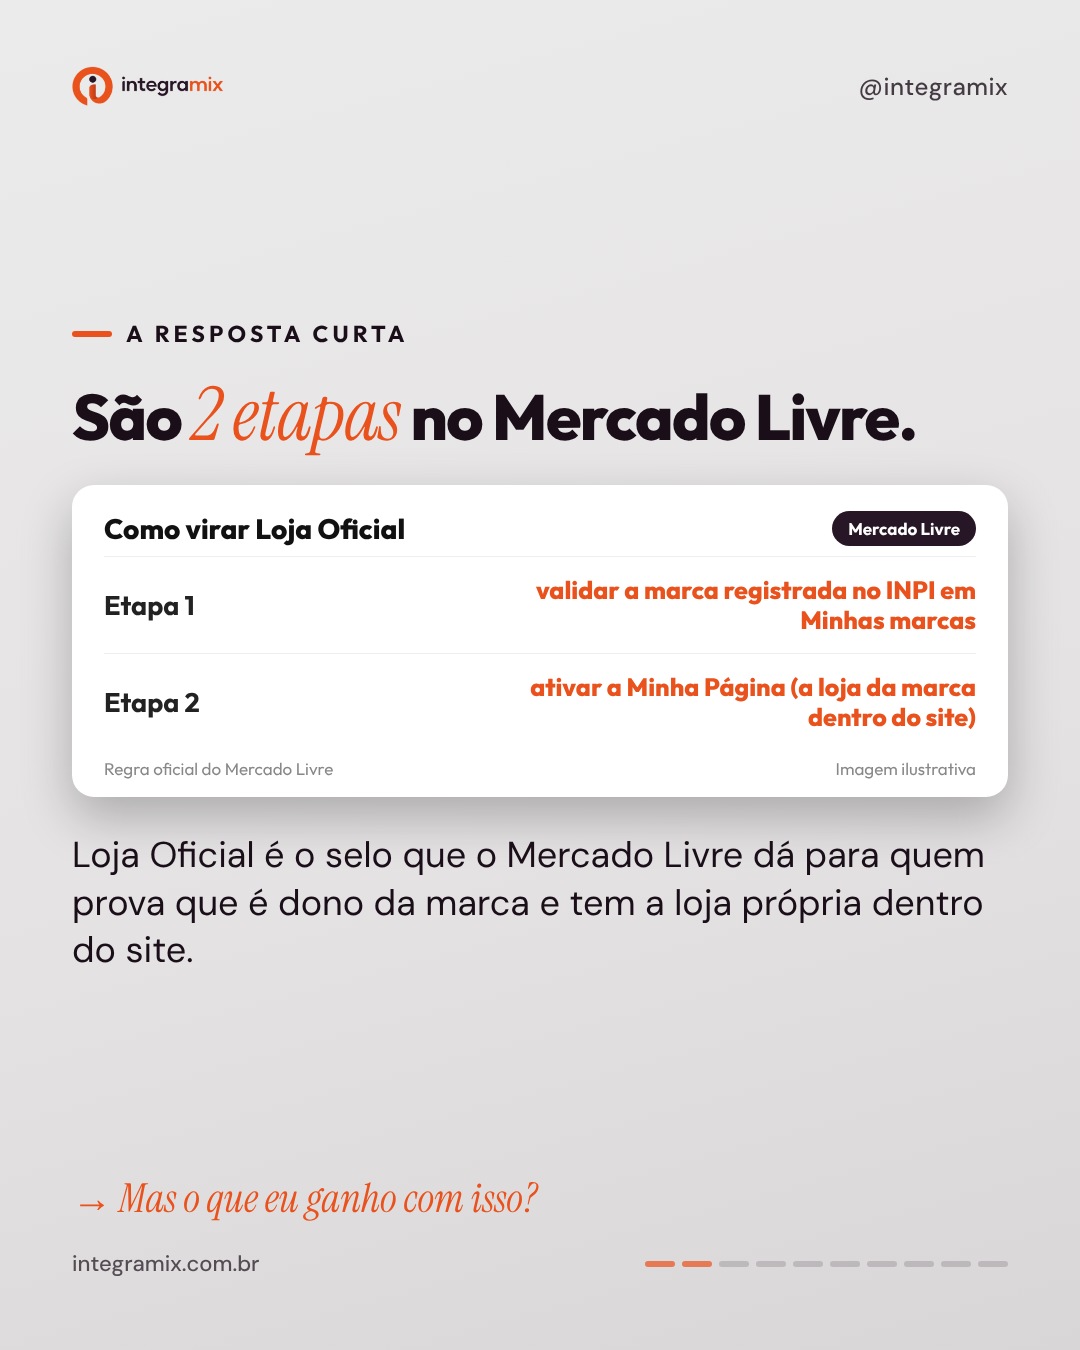 integramix
@integramix
A RESPOSTA CURTA
São 2 etapas no Mercado Livre.
Como virar Loja Oficial
Mercado Livre
Etapa 1
validar a marca registrada no INPI em
Minhas marcas
Etapa 2
ativar a Minha Página (a loja da marca
dentro do site)
Regra oficial do Mercado Livre
Imagem ilustrativa
Loja Oficial é o selo que o Mercado Livre dá para quem
prova que é dono da marca e tem a loja própria dentro
do site.
→ Mas o que eu ganho com isso?
integramix.com.br